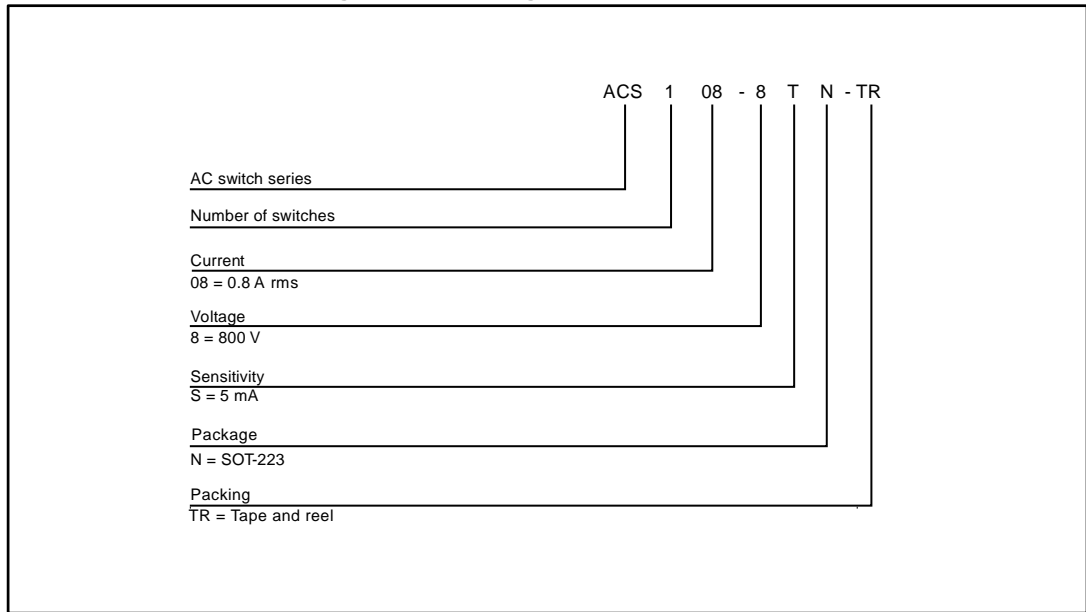 ACS 1 08 - 8 T N - TR
AC switch series
Number of switches
Current
08 = 0.8 A rms
Voltage
8 = 800 V
Sensitivity
S = 5 mA
Package
N = SOT-223
Packing
TR = Tape and reel